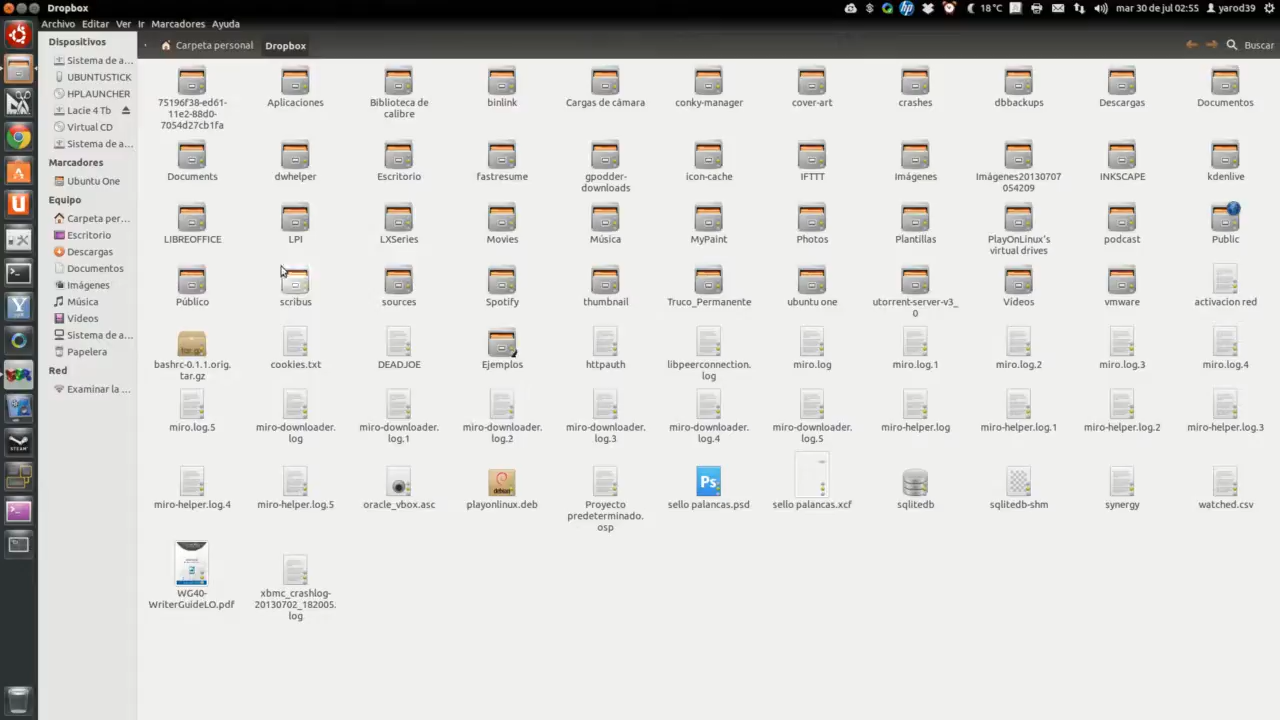 Dropbox
18 °C
mar 30 de jul 02:55
yarod39
Archivo Editar Ver Ir Marcadores Ayuda
Dispositivos
Sistema de a...
UBUNTUSTICK
HPLAUNCHER
Lacie 4 Tb
Virtual CD
Sistema de a...
Marcadores
Ubuntu One
Equipo
Carpeta per...
Escritorio
Descargas
Documentos
Imágenes
Música
Vídeos
Sistema de a...
Papelera
Red
Examinar la ...
Carpeta personal
Dropbox
Buscar
75196f38-ed61-
11e2-88d0-
7054d27cb1fa
Aplicaciones
Biblioteca de
calibre
binlink
Cargas de cámara
conky-manager
cover-art
crashes
dbbackups
Descargas
Documentos
Documents
dwhelper
Escritorio
fastresume
gpodder-
downloads
icon-cache
IFTTT
Imágenes
Imágenes20130707
054209
INKSCAPE
kdenlive
LIBREOFFICE
LPI
LXSeries
Movies
Música
MyPaint
Photos
Plantillas
PlayOnLinux's
virtual drives
podcast
Public
Público
scribus
sources
Spotify
thumbnail
Truco_Permanente
ubuntu one
utorrent-server-v3_
0
Vídeos
vmware
activacion red
bashrc-0.1.1.orig.
tar.gz
cookies.txt
DEADJOE
Ejemplos
httpauth
libpeerconnection.
log
miro.log
miro.log.1
miro.log.2
miro.log.3
miro.log.4
miro.log.5
miro-downloader.
log
miro-downloader.
log.1
miro-downloader.
log.2
miro-downloader.
log.3
miro-downloader.
log.4
miro-downloader.
log.5
miro-helper.log
miro-helper.log.1
miro-helper.log.2
miro-helper.log.3
miro-helper.log.4
miro-helper.log.5
oracle_vbox.asc
playonlinux.deb
Proyecto
predeterminado.
osp
sello palancas.psd
sello palancas.xcf
sqlitedb
sqlitedb-shm
synergy
watched.csv
WG40-
WriterGuideLO.pdf
xbmc_crashlog-
20130702_182005.
log